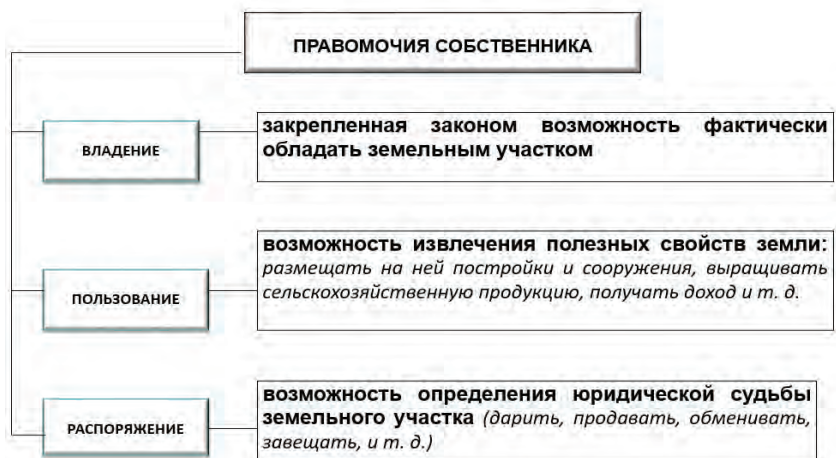 ПРАВОМОЧИЯ СОБСТВЕННИКА
ВЛАДЕНИЕ
закрепленная законом возможность фактически
обладать земельным участком
ПОЛЬЗОВАНИЕ
возможность извлечения полезных свойств земли:
размещать на ней постройки и сооружения, выращивать
сельскохозяйственную продукцию, получать доход и т. д.
РАСПОРЯЖЕНИЕ
возможность определения юридической судьбы
земельного участка (дарить, продавать, обменивать,
завещать, и т. д.)